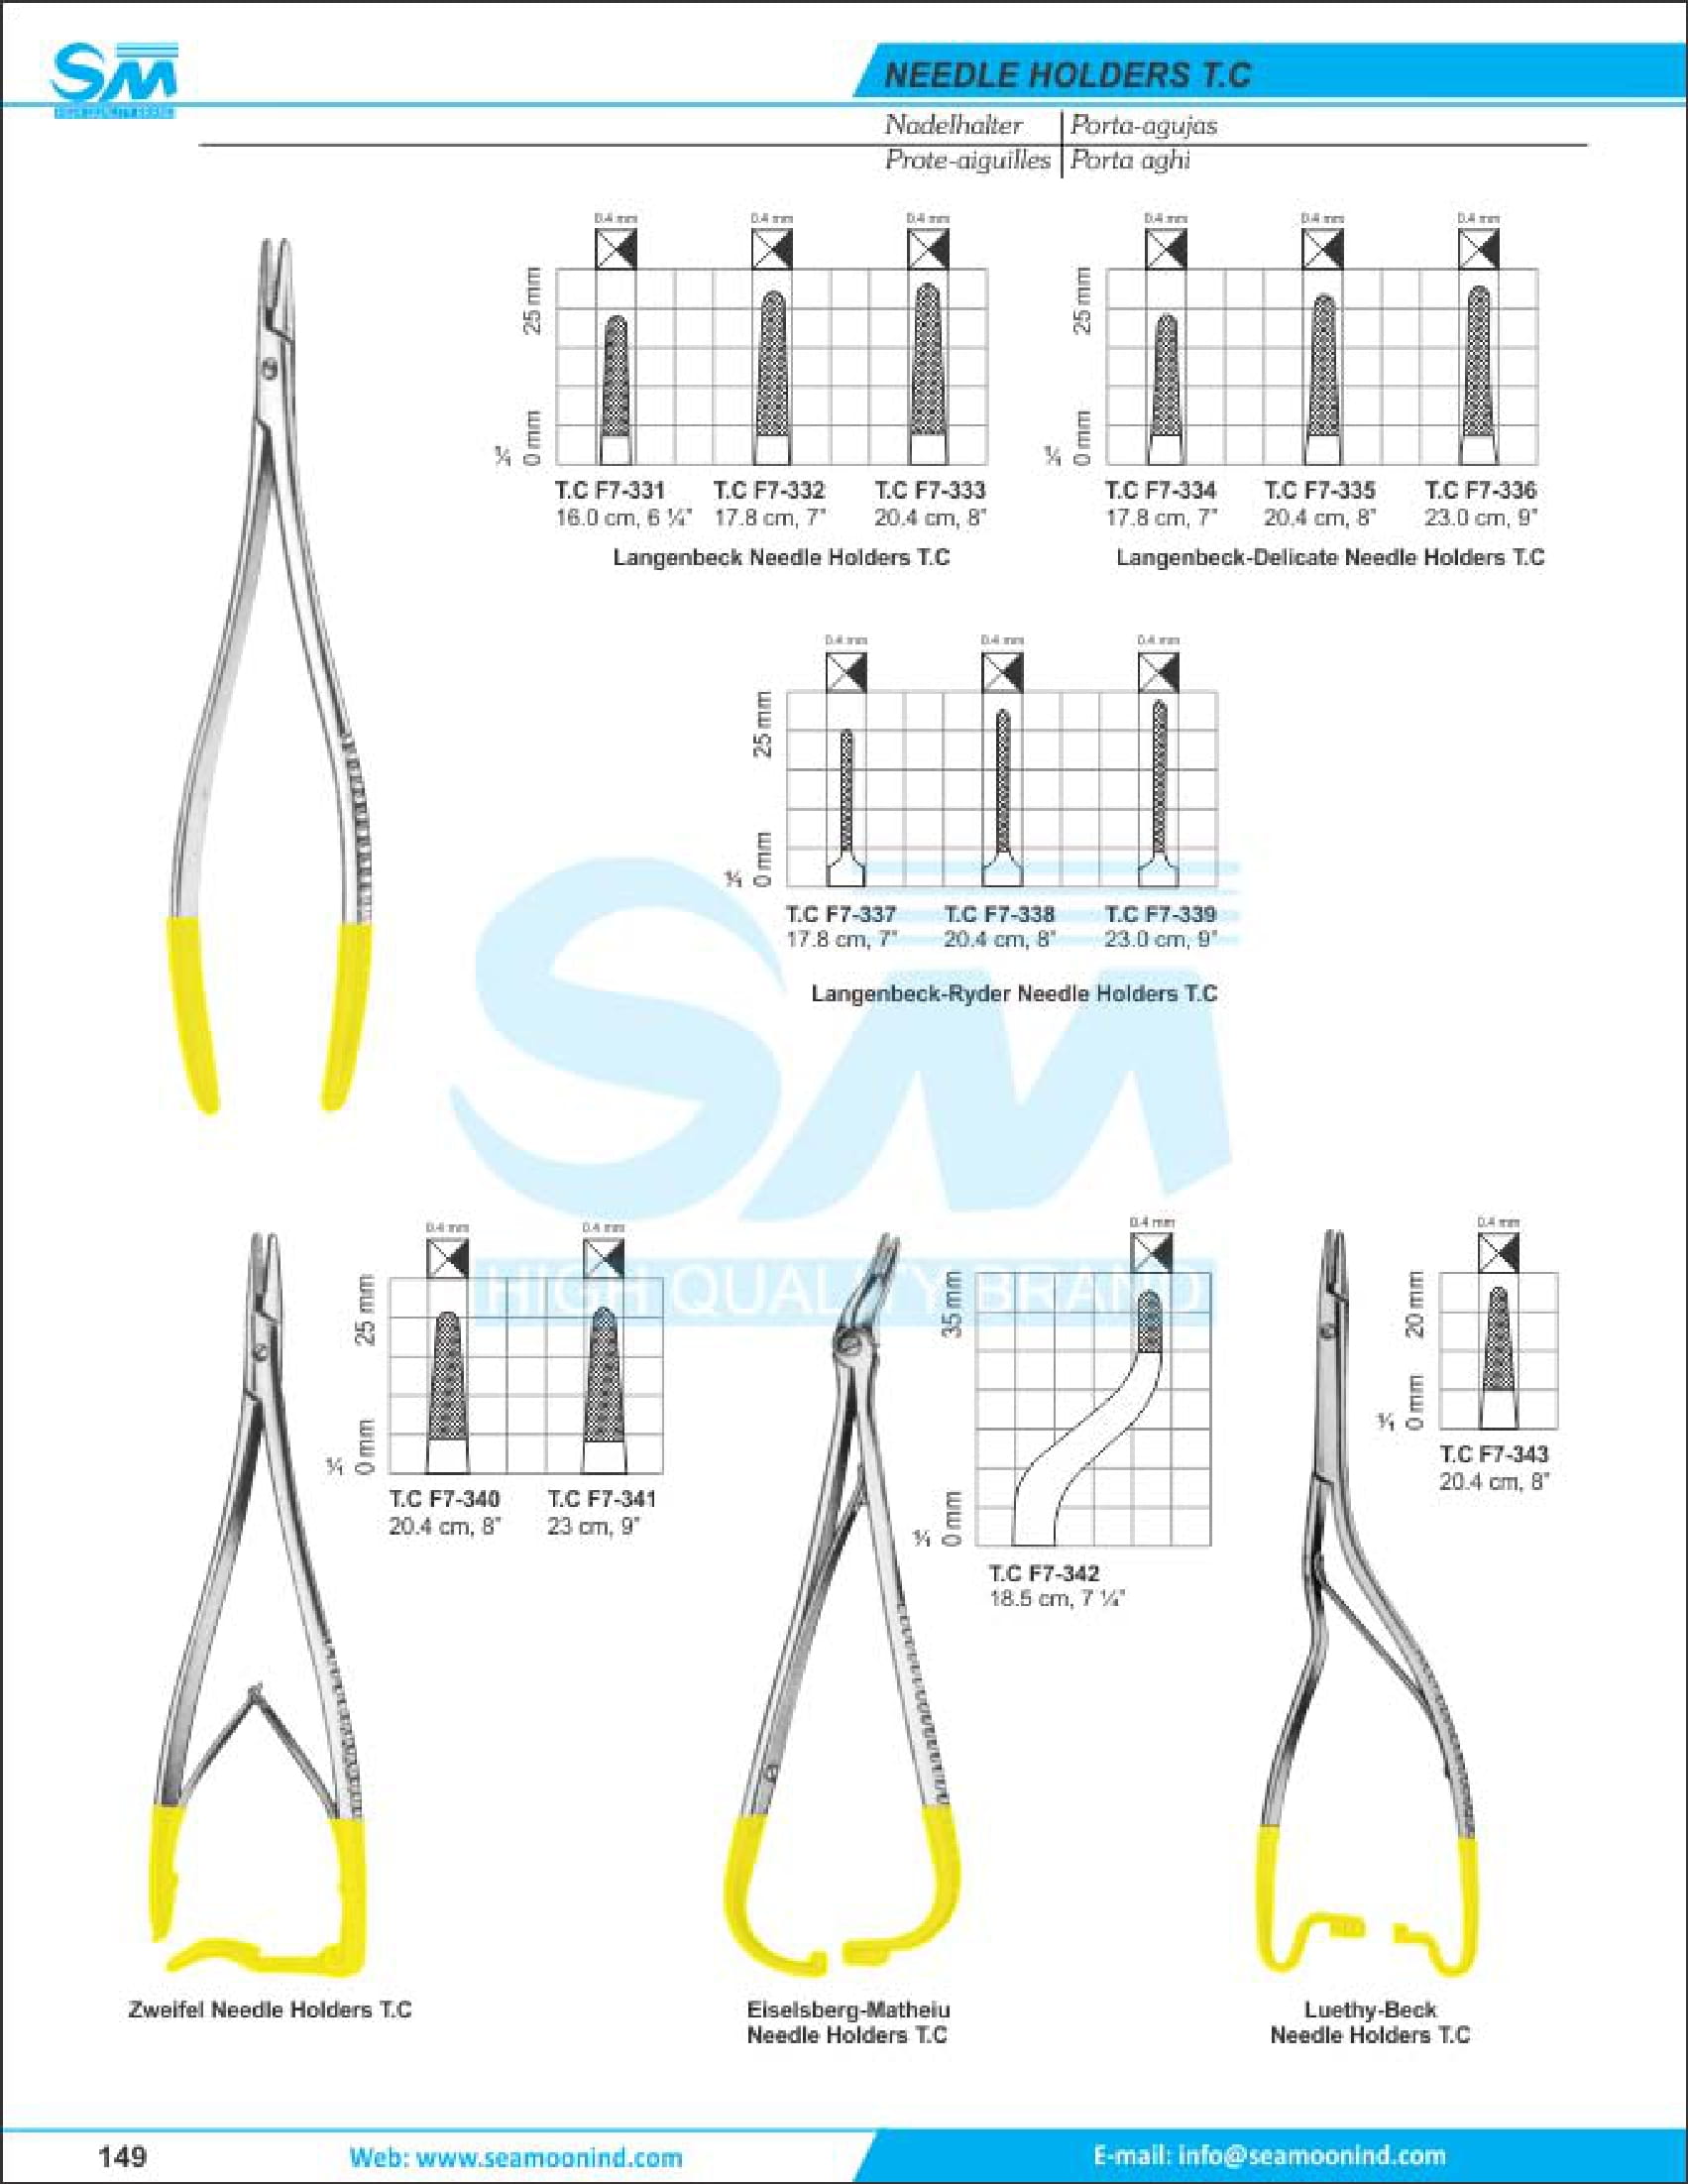 SM
NEEDLE HOLDERS T.C
Nadelhalter Porta-agujas
Prote-aiguilles Porta aghi
0.4 mm 0.4 mm 0.4 mm
25 mm
0 mm
¼
T.C F7-331 T.C F7-332 T.C F7-333
16.0 cm, 6 ¼" 17.8 cm, 7" 20.4 cm, 8"
Langenbeck Needle Holders T.C
0.4 mm 0.4 mm 0.4 mm
25 mm
0 mm
¼
T.C F7-334 T.C F7-335 T.C F7-336
17.8 cm, 7" 20.4 cm, 8" 23.0 cm, 9"
Langenbeck-Delicate Needle Holders T.C
0.4 mm 0.4 mm 0.4 mm
25 mm
0 mm
¼
T.C F7-337 T.C F7-338 T.C F7-339
17.8 cm, 7" 20.4 cm, 8" 23.0 cm, 9"
Langenbeck-Ryder Needle Holders T.C
SM
HIGH QUALITY BRAND
0.4 mm 0.4 mm
25 mm
0 mm
T.C F7-340 T.C F7-341
20.4 cm, 8" 23 cm, 9"
Zweifel Needle Holders T.C
0.4 mm
35 mm
0 mm
T.C F7-342
18.5 cm, 7 ¼"
Eiselsberg-Matheiu
Needle Holders T.C
0.4 mm
20 mm
0 mm
T.C F7-343
20.4 cm, 8"
Luethy-Beck
Needle Holders T.C
149
Web: www.seamoonind.com
E-mail: info@seamoonind.com